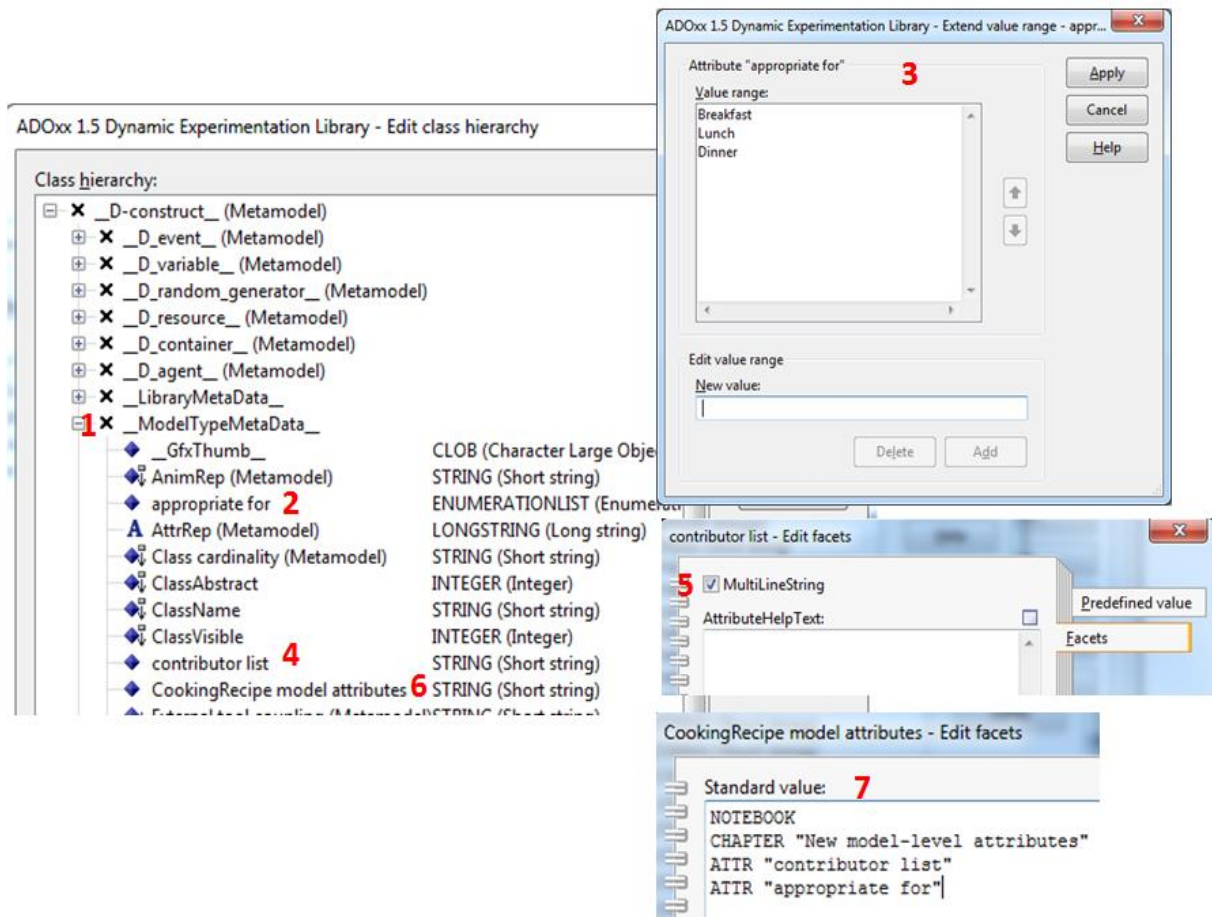 ADOxx 1.5 Dynamic Experimentation Library - Edit class hierarchy
Class hierarchy:
__D-construct__ (Metamodel)
__D_event__ (Metamodel)
__D_variable__ (Metamodel)
__D_random_generator__ (Metamodel)
__D_resource__ (Metamodel)
__D_container__ (Metamodel)
__D_agent__ (Metamodel)
__LibraryMetaData__
1 __ModelTypeMetaData__
__GfxThumb__ CLOB (Character Large Obje
AnimRep (Metamodel) STRING (Short string)
appropriate for 2 ENUMERATIONLIST (Enumerati
A AttrRep (Metamodel) LONGSTRING (Long string)
Class cardinality (Metamodel) STRING (Short string)
ClassAbstract INTEGER (Integer)
ClassName STRING (Short string)
ClassVisible INTEGER (Integer)
contributor list 4 STRING (Short string)
CookingRecipe model attributes 6 STRING (Short string)
External tool coupling (Metamodel) STRING (Short string)
ADOxx 1.5 Dynamic Experimentation Library - Extend value range - appr...
Attribute "appropriate for" 3
Value range:
Breakfast
Lunch
Dinner
Apply
Cancel
Help
Edit value range
New value:
Delete Add
contributor list - Edit facets
5 MultiLineString
AttributeHelpText:
Predefined value
Facets
CookingRecipe model attributes - Edit facets
Standard value: 7
NOTEBOOK
CHAPTER "New model-level attributes"
ATTR "contributor list"
ATTR "appropriate for"